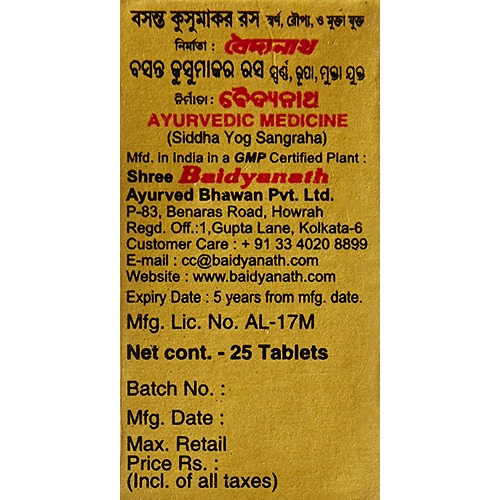 বসন্ত কুসুমাকর রস স্বর্ণ, রৌপ্য, ও মুক্তা যুক্ত
নির্মাতা : বৈদ্যনাথ
ବସନ୍ତ କୁସୁମାକର ରସ ସ୍ୱର୍ଣ୍ଣ, ରୂପା, ମୁକ୍ତା ଯୁକ୍ତ
ନିର୍ମାତା : ବୈଦ୍ୟନାଥ
AYURVEDIC MEDICINE
(Siddha Yog Sangraha)
Mfd. in India in a GMP Certified Plant :
Shree Baidyanath
Ayurved Bhawan Pvt. Ltd.
P-83, Benaras Road, Howrah
Regd. Off.:1,Gupta Lane, Kolkata-6
Customer Care : + 91 33 4020 8899
E-mail : cc@baidyanath.com
Website : www.baidyanath.com
Expiry Date : 5 years from mfg. date.
Mfg. Lic. No. AL-17M
Net cont. - 25 Tablets
Batch No. :
Mfg. Date :
Max. Retail
Price Rs. :
(Incl. of all taxes)